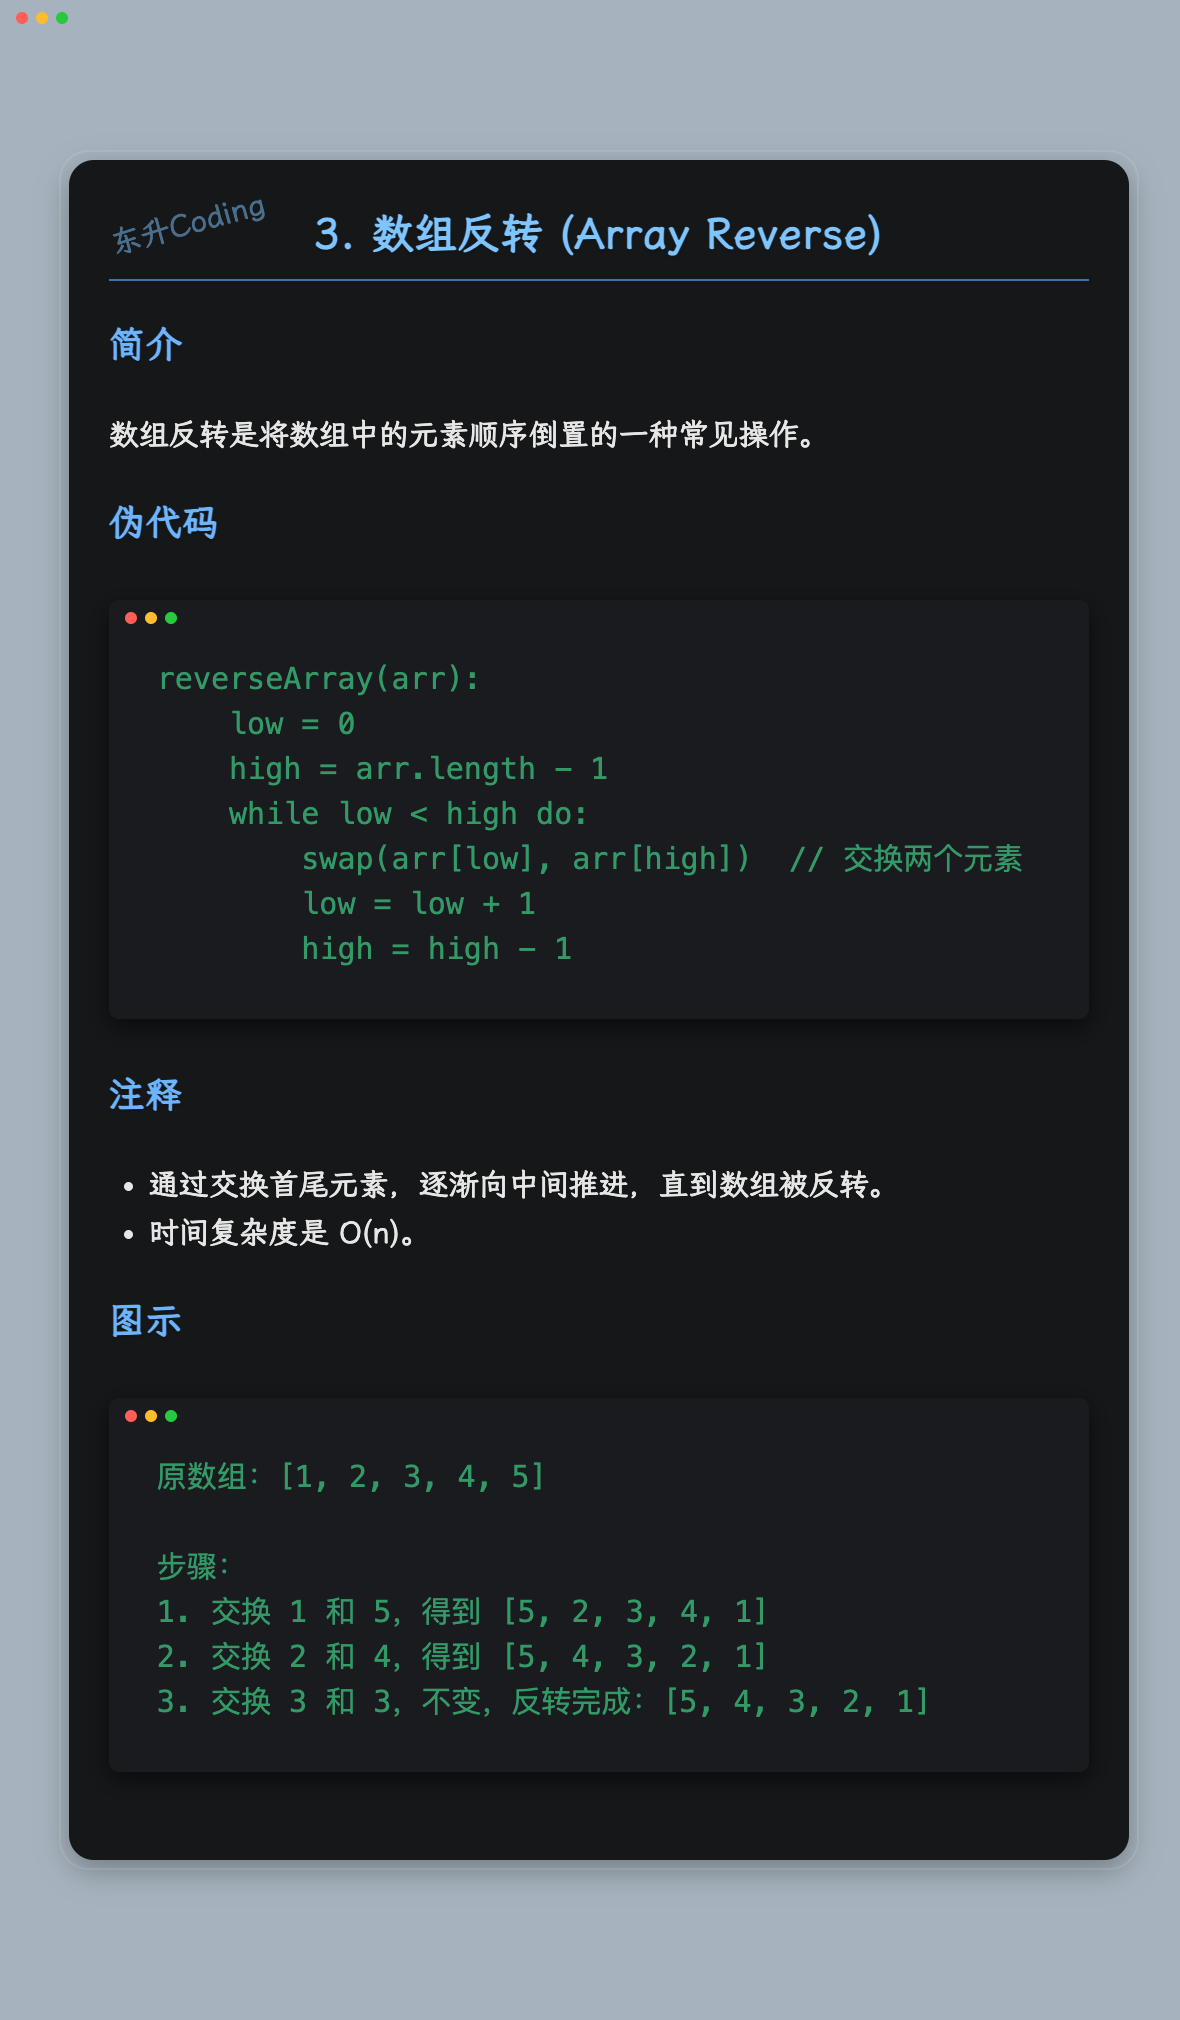 东升Coding
3. 数组反转 (Array Reverse)
简介
数组反转是将数组中的元素顺序倒置的一种常见操作。
伪代码
reverseArray(arr):
    low = 0
    high = arr.length - 1
    while low < high do:
        swap(arr[low], arr[high])  // 交换两个元素
        low = low + 1
        high = high - 1
注释
• 通过交换首尾元素，逐渐向中间推进，直到数组被反转。
• 时间复杂度是 O(n)。
图示
原数组：[1, 2, 3, 4, 5]
步骤：
1. 交换 1 和 5，得到 [5, 2, 3, 4, 1]
2. 交换 2 和 4，得到 [5, 4, 3, 2, 1]
3. 交换 3 和 3，不变，反转完成：[5, 4, 3, 2, 1]